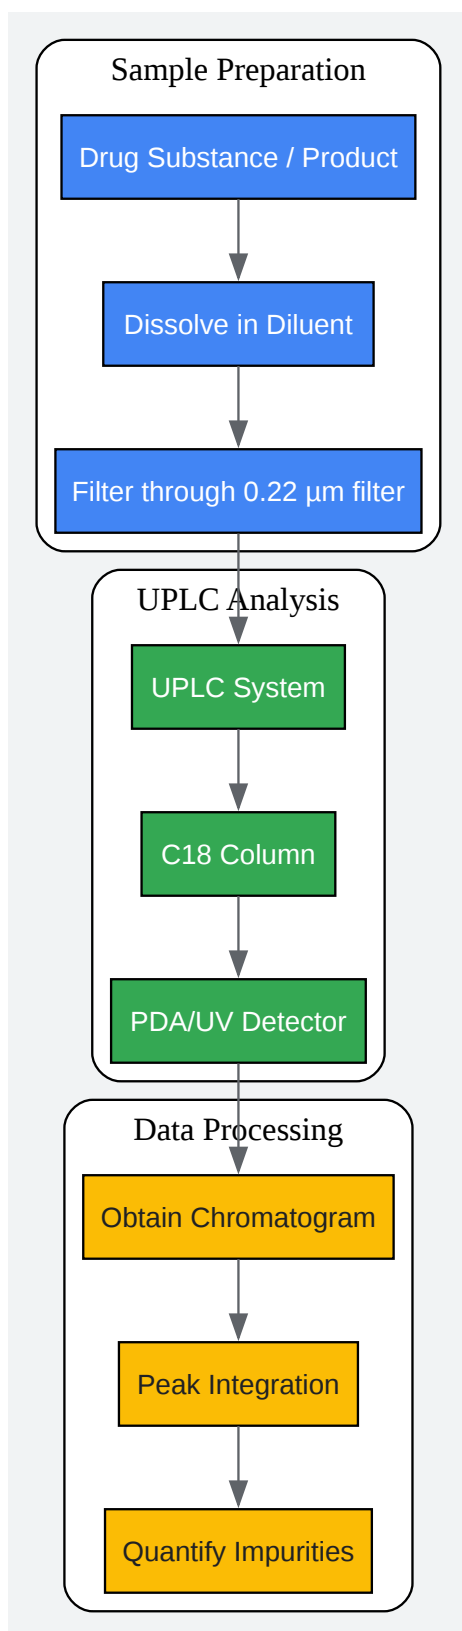 Sample Preparation
Drug Substance / Product
Dissolve in Diluent
Filter through 0.22 µm filter
UPLC Analysis
UPLC System
C18 Column
PDA/UV Detector
Data Processing
Obtain Chromatogram
Peak Integration
Quantify Impurities